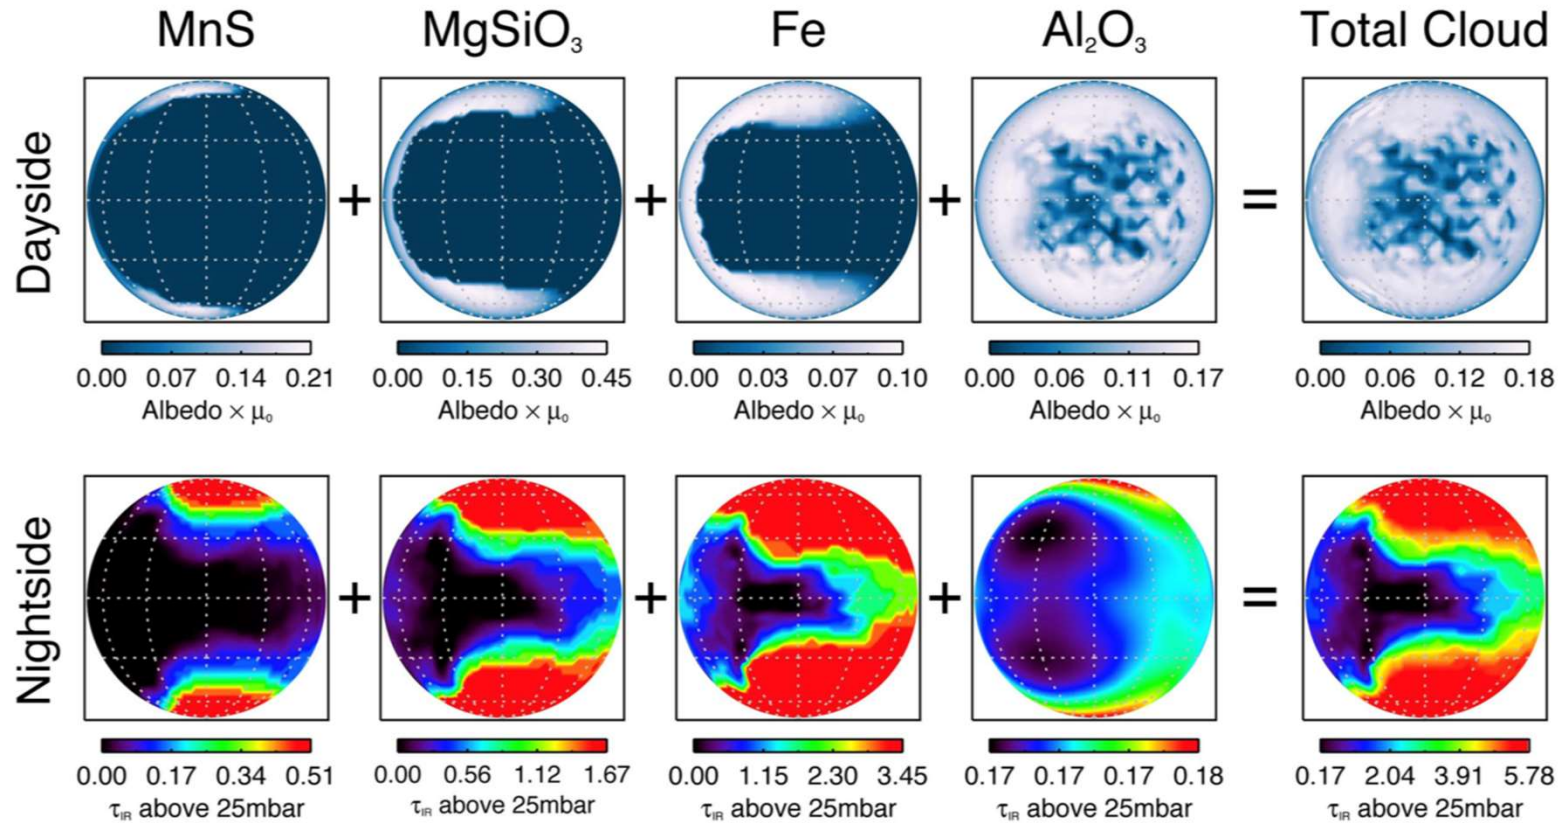 MnS MgSiO₃ Fe Al₂O₃ Total Cloud
Dayside
+ + + =
0.00 0.07 0.14 0.21 0.00 0.15 0.30 0.45 0.00 0.03 0.07 0.10 0.00 0.06 0.11 0.17 0.00 0.06 0.12 0.18
Albedo × μ₀ Albedo × μ₀ Albedo × μ₀ Albedo × μ₀ Albedo × μ₀
Nightside
+ + + =
0.00 0.17 0.34 0.51 0.00 0.56 1.12 1.67 0.00 1.15 2.30 3.45 0.17 0.17 0.17 0.18 0.17 2.04 3.91 5.78
τIR above 25mbar τIR above 25mbar τIR above 25mbar τIR above 25mbar τIR above 25mbar